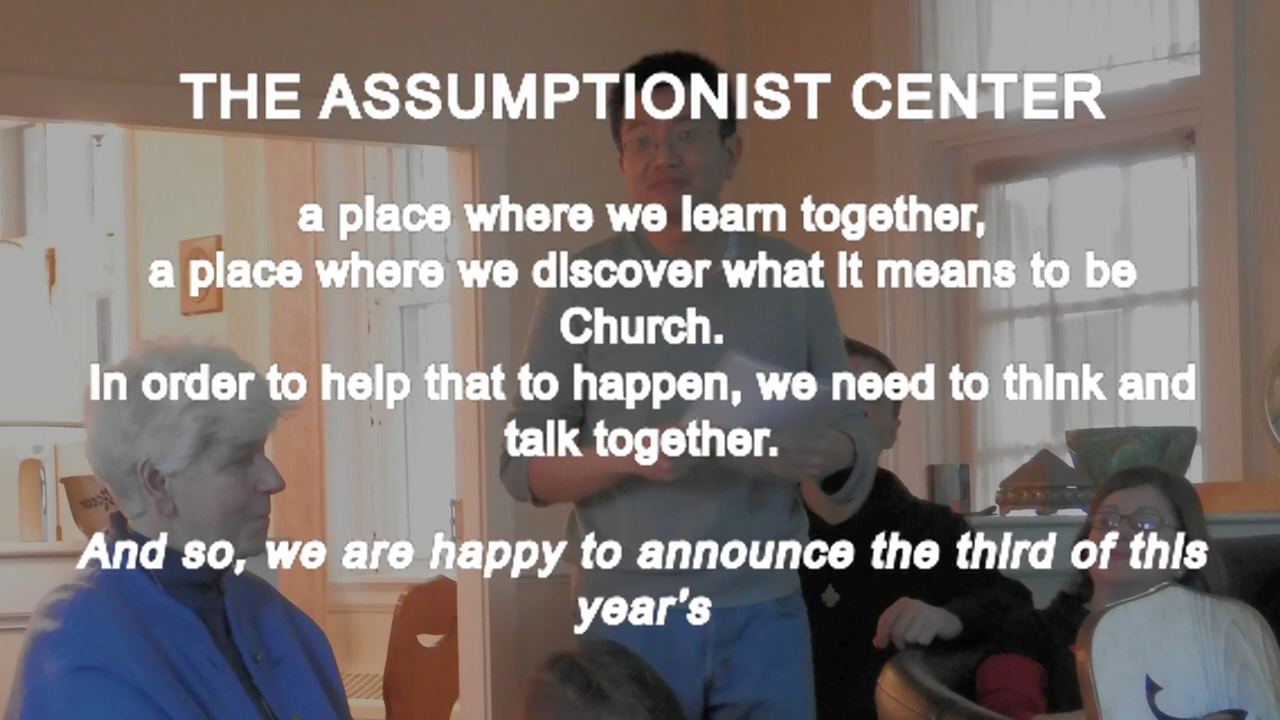 THE ASSUMPTIONIST CENTER
a place where we learn together,
a place where we discover what it means to be
Church.
In order to help that to happen, we need to think and
talk together.
And so, we are happy to announce the third of this
year's